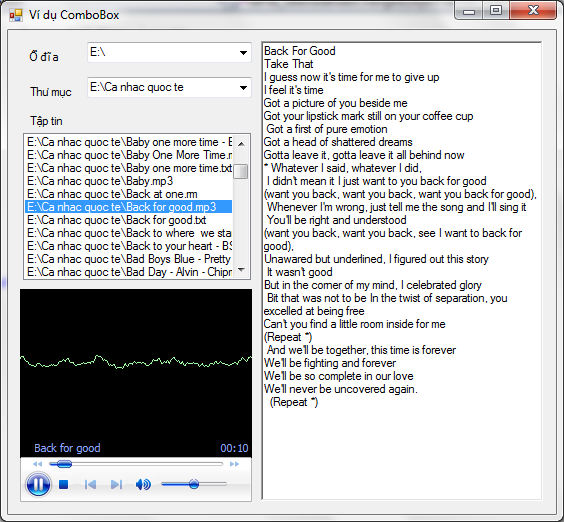 Ví dụ ComboBox
Ổ đĩa
E:\
Thư mục
E:\Ca nhac quoc te
Tập tin
E:\Ca nhac quoc te\Baby one more time - B
E:\Ca nhac quoc te\Baby One More Time.m
E:\Ca nhac quoc te\Baby one more time.txt
E:\Ca nhac quoc te\Baby.mp3
E:\Ca nhac quoc te\Back at one.rm
E:\Ca nhac quoc te\Back for good.mp3
E:\Ca nhac quoc te\Back for good.txt
E:\Ca nhac quoc te\Back to where we sta
E:\Ca nhac quoc te\Back to your heart - BS
E:\Ca nhac quoc te\Bad Boys Blue - Pretty
E:\Ca nhac quoc te\Bad Day - Alvin - Chipm
Back for good 00:10
Back For Good
Take That
I guess now it's time for me to give up
I feel it's time
Got a picture of you beside me
Got your lipstick mark still on your coffee cup
Got a first of pure emotion
Got a head of shattered dreams
Gotta leave it, gotta leave it all behind now
* Whatever I said, whatever I did,
I didn't mean it I just want to you back for good
(want you back, want you back, want you back for good),
Whenever I'm wrong, just tell me the song and I'll sing it
You'll be right and understood
(want you back, want you back, see I want to back for
good),
Unawared but underlined, I figured out this story
It wasn't good
But in the corner of my mind, I celebrated glory
Bit that was not to be In the twist of separation, you
excelled at being free
Can't you find a little room inside for me
(Repeat *)
And we'll be together, this time is forever
We'll be fighting and forever
We'll be so complete in our love
We'll never be uncovered again.
(Repeat *)